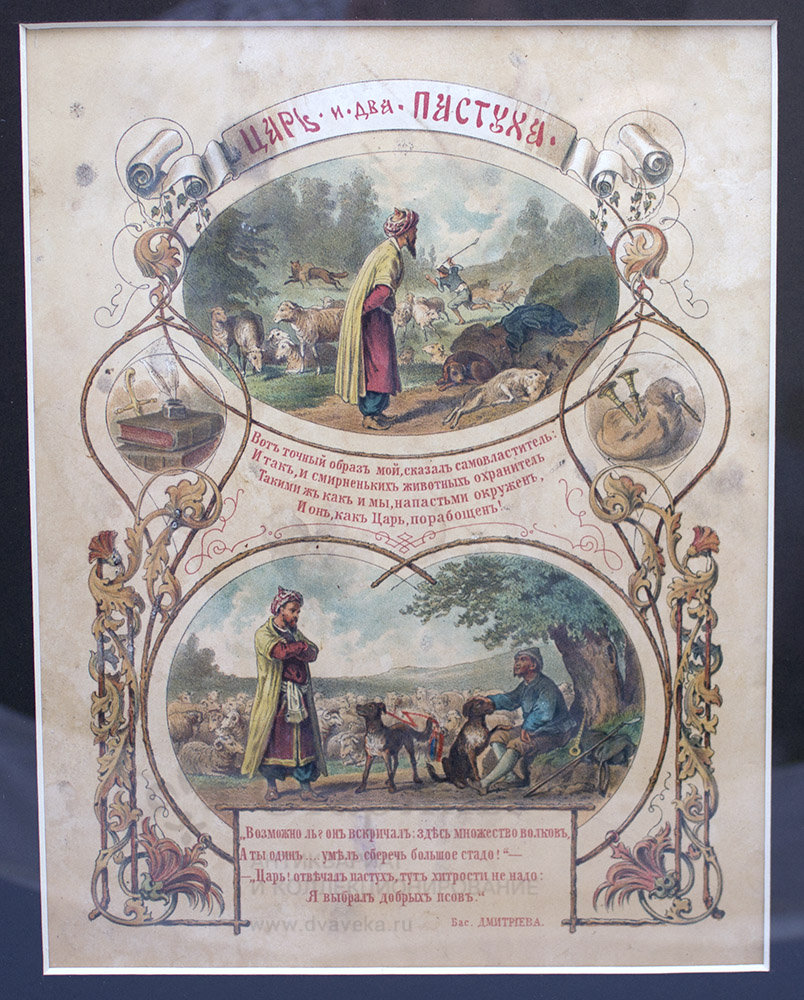 ЦАРЬ · И · ДВА · ПАСТУХА ·
Вотъ точный образъ мой, сказалъ самовластитель:
И такъ, и смирненькихъ животныхъ охранитель
Такими жъ какъ и мы, напастьми окруженъ,
И онъ, какъ Царь, порабощенъ!
„Возможно ль? онъ вскричалъ: здѣсь множество волковъ,
А ты одинъ... умѣлъ сберечь большое стадо!“—
—„Царь! отвѣчалъ пастухъ, тутъ хитрости не надо:
Я выбралъ добрыхъ псовъ.“
Бас. ДМИТРІЕВА.
АНТИКВАРИАТ
И КОЛЛЕКЦИОНИРОВАНИЕ
www.dvaveka.ru